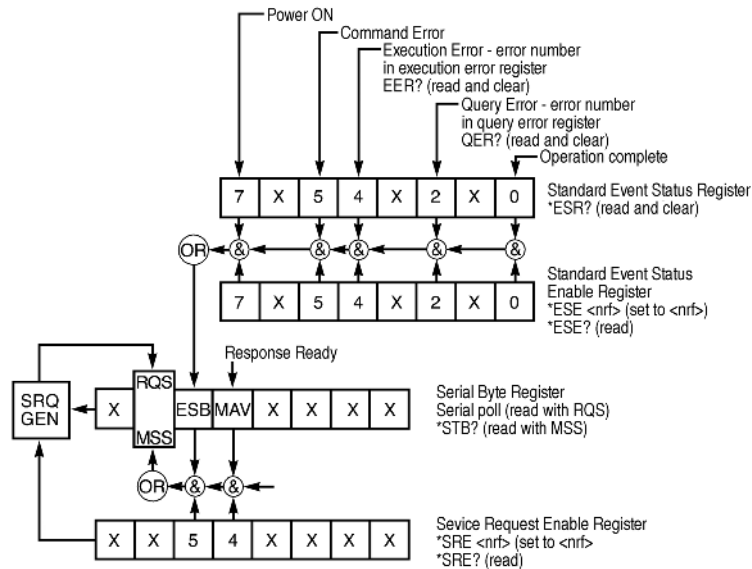 Power ON
Command Error
Execution Error - error number
in execution error register
EER? (read and clear)
Query Error - error number
in query error register
QER? (read and clear)
Operation complete
7 X 5 4 X 2 X 0
Standard Event Status Register
*ESR? (read and clear)
OR & & & & &
7 X 5 4 X 2 X 0
Standard Event Status
Enable Register
*ESE <nrf> (set to <nrf>)
*ESE? (read)
Response Ready
SRQ
GEN
X RQS MSS ESB MAV X X X X
Serial Byte Register
Serial poll (read with RQS)
*STB? (read with MSS)
OR & &
X X 5 4 X X X X
Sevice Request Enable Register
*SRE <nrf> (set to <nrf>
*SRE? (read)